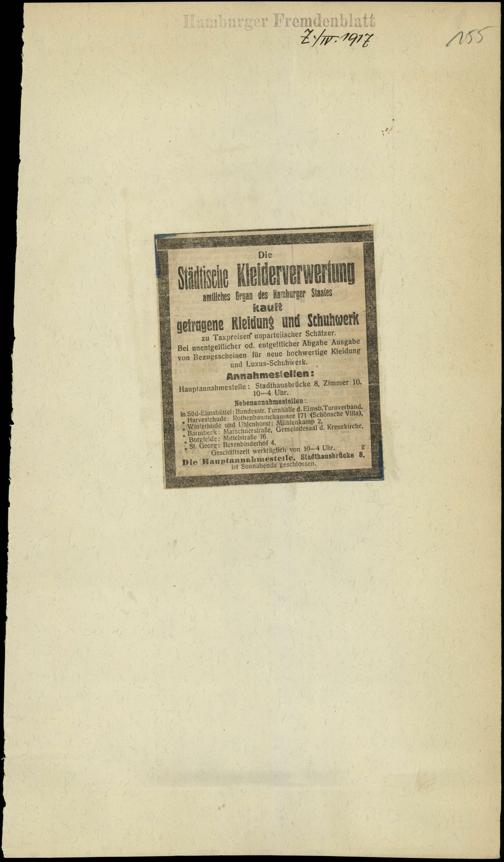 Hamburger Fremdenblatt
7./IV. 1917
155
Die
Städtische Kleiderverwertung
amtliches Organ des Hamburger Staates
kauft
getragene Kleidung und Schuhwerk
zu Taxpreisen unparteiischer Schätzer.
Bei unentgeltlicher od. entgeltlicher Abgabe Ausgabe
von Bezugsscheinen für neue hochwertige Kleidung
und Luxus-Schuhwerk.
Annahmestellen:
Hauptannahmestelle: Stadthausbrücke 8, Zimmer 10.
10—4 Uhr.
Nebenannahmestellen:
In Süd-Eimsbüttel: Bundesstr. Turnhalle d. Eimsb. Turnverband.
" Harvestehude: Rothenbaumchaussee 171 (Schönsche Villa),
" Winterhude und Uhlenhorst: Mühlenkamp 2,
" Barmbeck: Marschnerstraße, Gemeindesaal d. Kreuzkirche,
" Borgfelde: Mittelstraße 16
" St. Georg: Besenbinderhof 4.
Geschäftszeit werktäglich von 10—4 Uhr.
Die Hauptannahmestelle, Stadthausbrücke 8,
ist Sonnabends geschlossen.